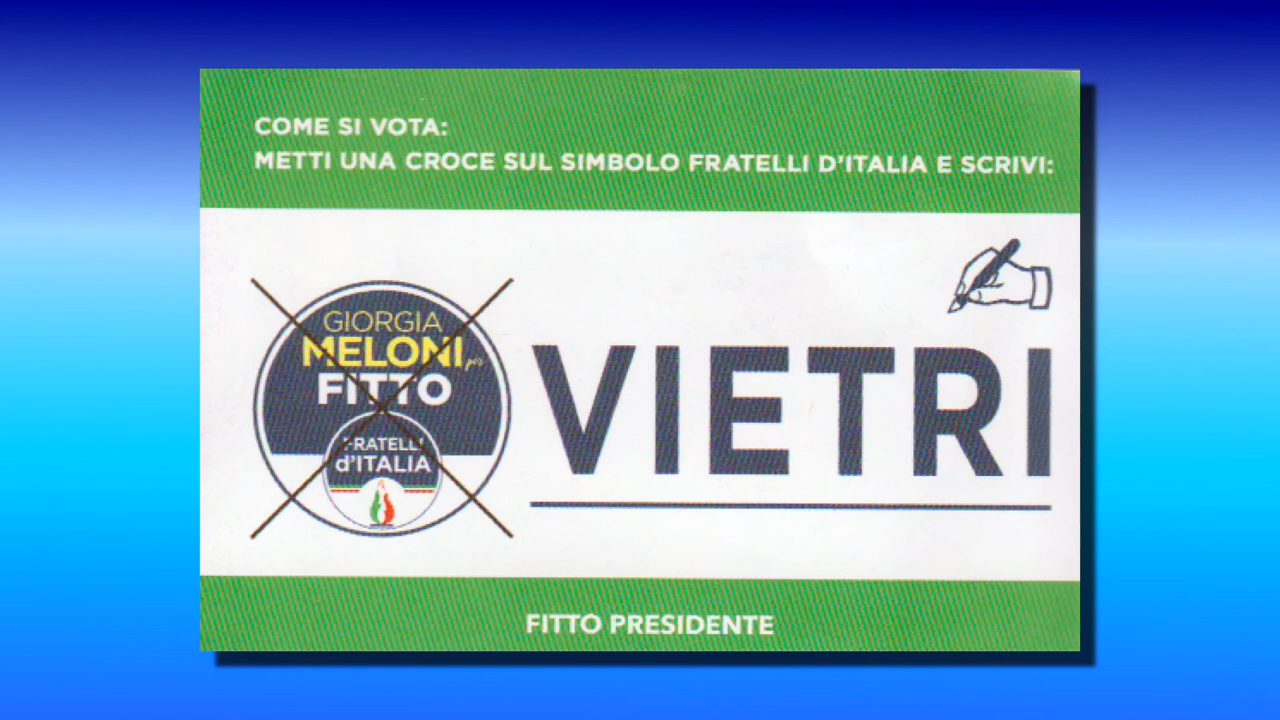 COME SI VOTA:
METTI UNA CROCE SUL SIMBOLO FRATELLI D'ITALIA E SCRIVI:
GIORGIA
MELONI per
FITTO
FRATELLI
d'ITALIA
VIETRI
FITTO PRESIDENTE